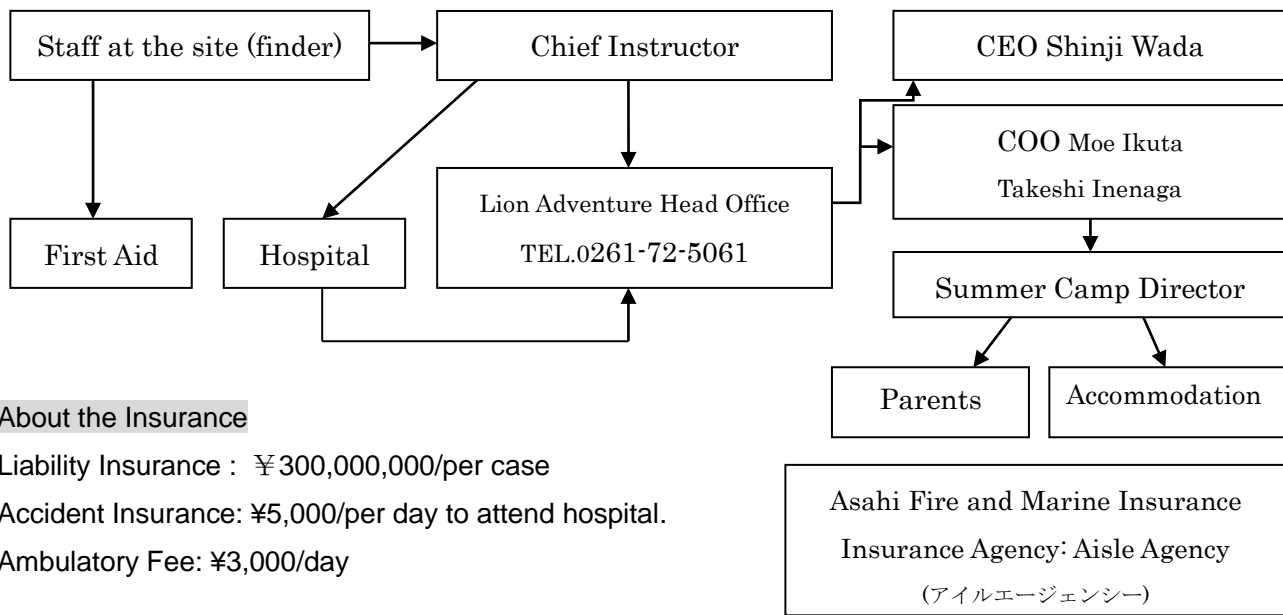 Staff at the site (finder)
Chief Instructor
CEO Shinji Wada
COO Moe Ikuta
Takeshi Inenaga
Lion Adventure Head Office
TEL.0261-72-5061
First Aid
Hospital
Summer Camp Director
Parents
Accommodation
About the Insurance
Liability Insurance : ￥300,000,000/per case
Accident Insurance: ¥5,000/per day to attend hospital.
Ambulatory Fee: ¥3,000/day
Asahi Fire and Marine Insurance
Insurance Agency: Aisle Agency
(アイルエージェンシー)